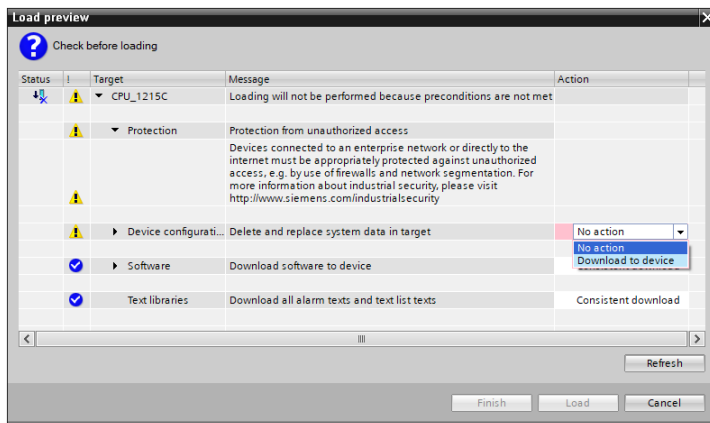 Load preview
Check before loading
Status ! Target Message Action
CPU_1215C Loading will not be performed because preconditions are not met
Protection Protection from unauthorized access
Devices connected to an enterprise network or directly to the
internet must be appropriately protected against unauthorized
access, e.g. by use of firewalls and network segmentation. For
more information about industrial security, please visit
http://www.siemens.com/industrialsecurity
Device configurati... Delete and replace system data in target No action
No action
Download to device
Software Download software to device Consistent download
Text libraries Download all alarm texts and text list texts Consistent download
Refresh
Finish Load Cancel